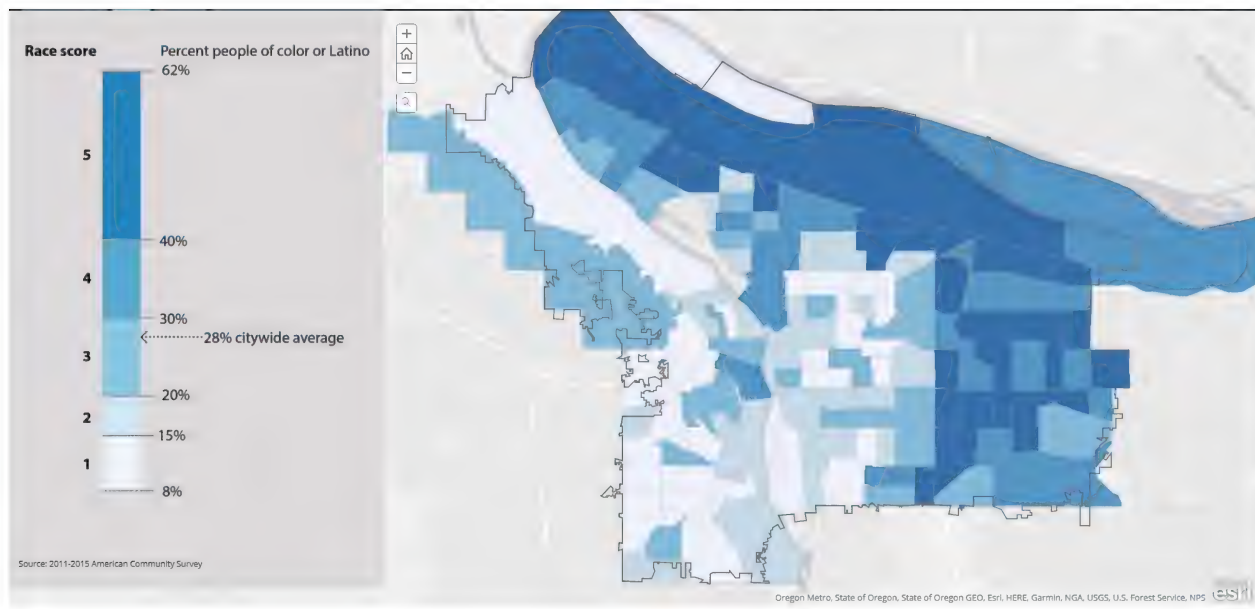 Race score Percent people of color or Latino
62%
5
40%
4
30%
28% citywide average
3
20%
2
15%
1
8%
Source: 2011-2015 American Community Survey
Oregon Metro, State of Oregon, State of Oregon GEO, Esri, HERE, Garmin, NGA, USGS, U.S. Forest Service, NPS
esri